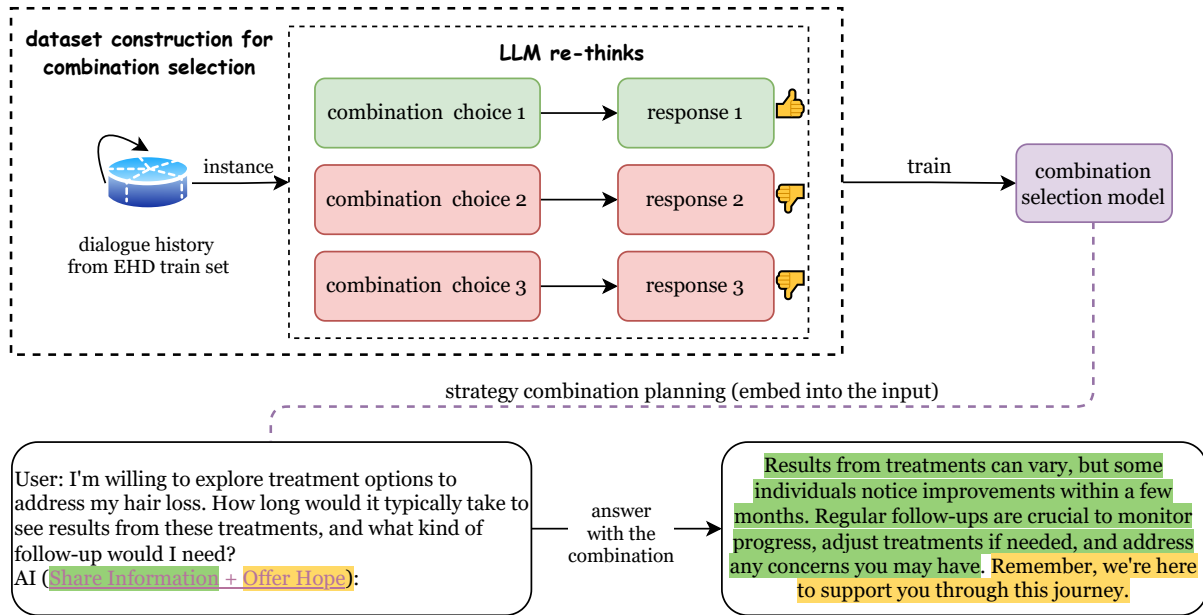 dataset construction for
combination selection
LLM re-thinks
combination choice 1
response 1
instance
combination choice 2
response 2
dialogue history
from EHD train set
combination choice 3
response 3
train
combination
selection model
strategy combination planning (embed into the input)
User: I'm willing to explore treatment options to
address my hair loss. How long would it typically take to
see results from these treatments, and what kind of
follow-up would I need?
AI (Share Information + Offer Hope):
answer
with the
combination
Results from treatments can vary, but some
individuals notice improvements within a few
months. Regular follow-ups are crucial to monitor
progress, adjust treatments if needed, and address
any concerns you may have. Remember, we're here
to support you through this journey.